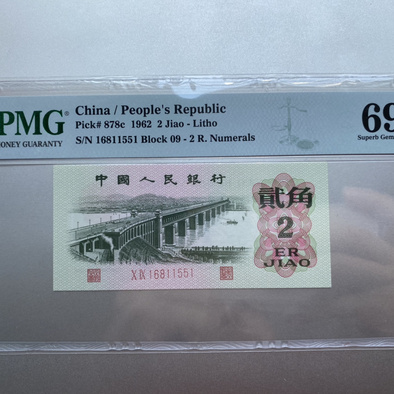 PMG
MONEY GUARANTY
China / People's Republic
Pick# 878c 1962 2 Jiao - Litho
S/N 16811551 Block 09 - 2 R. Numerals
69
Superb Gem
中國人民銀行
貳角
2
ER
JIAO
X IX 16811551